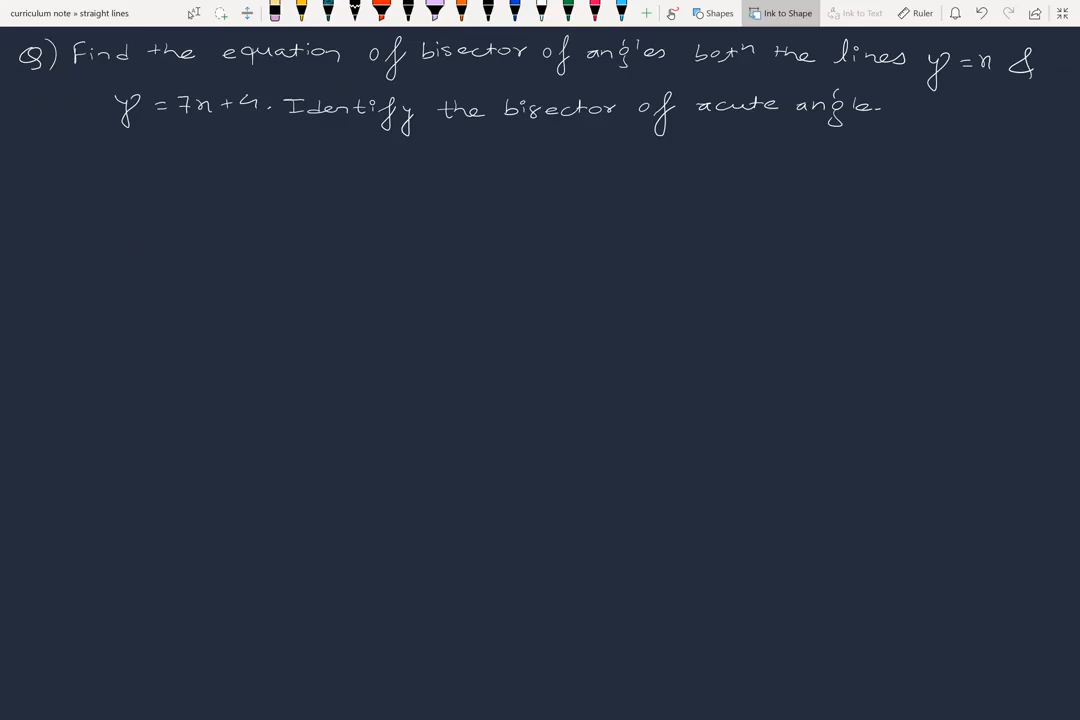 curriculum note » straight lines
Shapes
Ink to Shape
Ink to Text
Ruler
Q) Find the equation of bisector of angles both the lines y = x &
y = 7x + 4. Identify the bisector of acute angle.